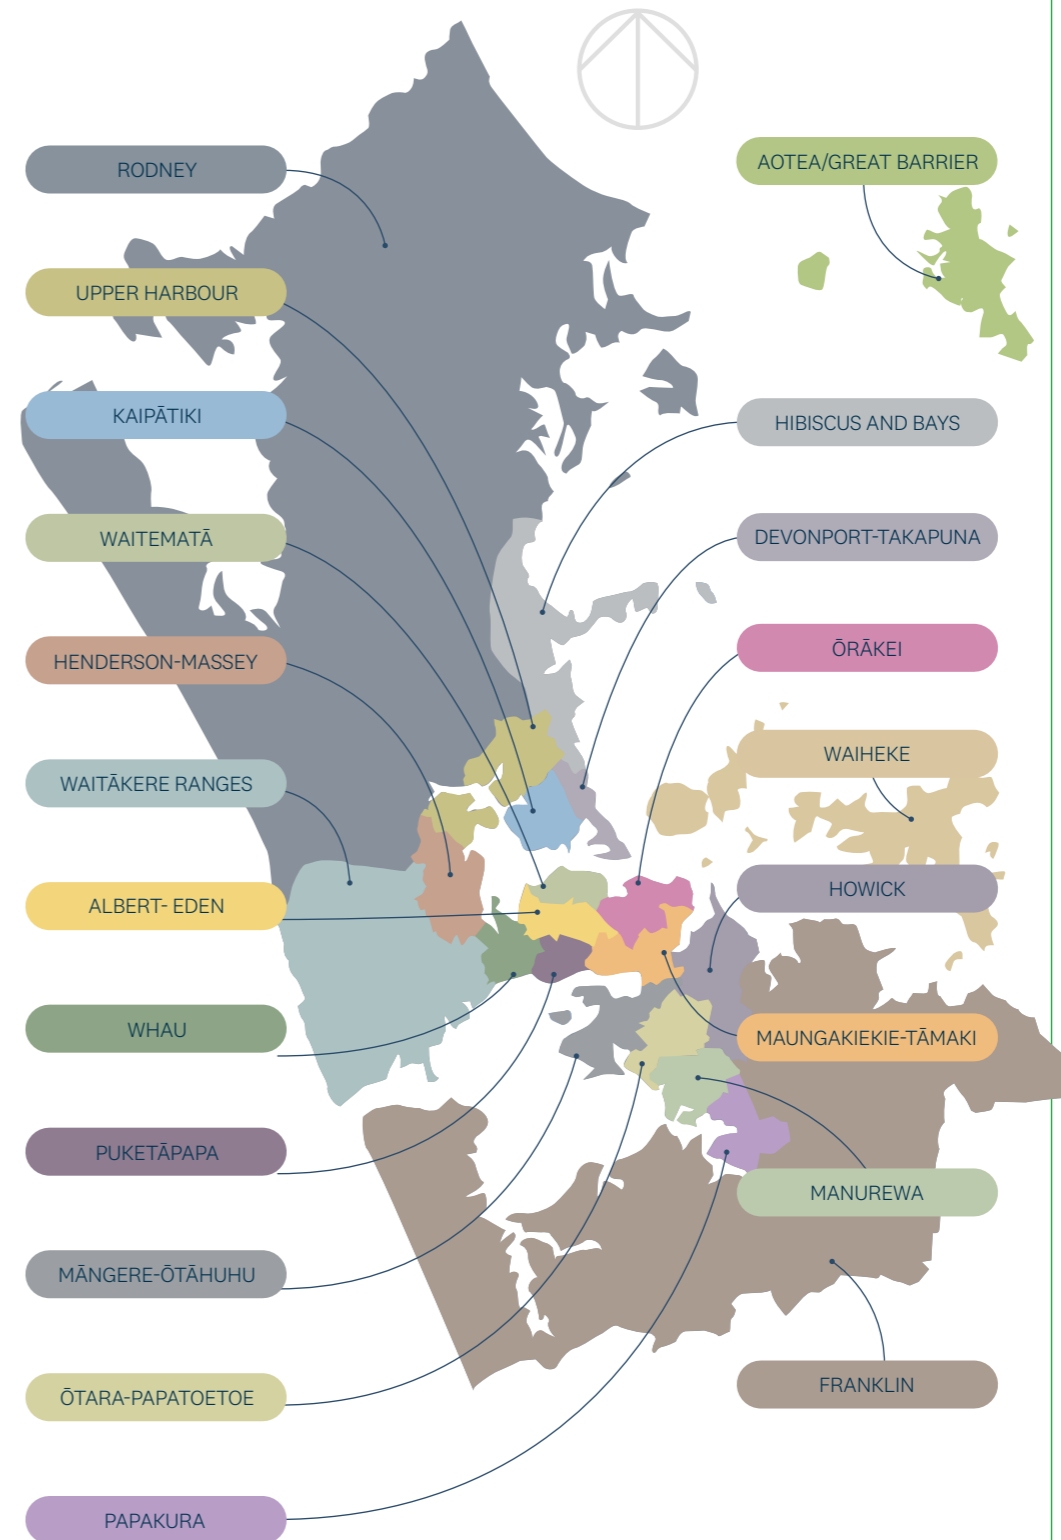 RODNEY
UPPER HARBOUR
KAIPĀTIKI
WAITEMATĀ
HENDERSON-MASSEY
WAITĀKERE RANGES
ALBERT- EDEN
WHAU
PUKETĀPAPA
MĀNGERE-ŌTĀHUHU
ŌTARA-PAPATOETOE
PAPAKURA
AOTEA/GREAT BARRIER
HIBISCUS AND BAYS
DEVONPORT-TAKAPUNA
ŌRĀKEI
WAIHEKE
HOWICK
MAUNGAKIEKIE-TĀMAKI
MANUREWA
FRANKLIN